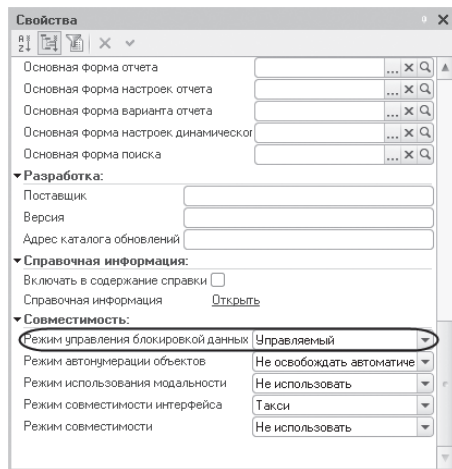 Свойства
Основная форма отчета
Основная форма настроек отчета
Основная форма варианта отчета
Основная форма настроек динамическог
Основная форма поиска
Разработка:
Поставщик
Версия
Адрес каталога обновлений
Справочная информация:
Включать в содержание справки
Справочная информация Открыть
Совместимость:
Режим управления блокировкой данных Управляемый
Режим автонумерации объектов Не освобождать автоматиче
Режим использования модальности Не использовать
Режим совместимости интерфейса Такси
Режим совместимости Не использовать